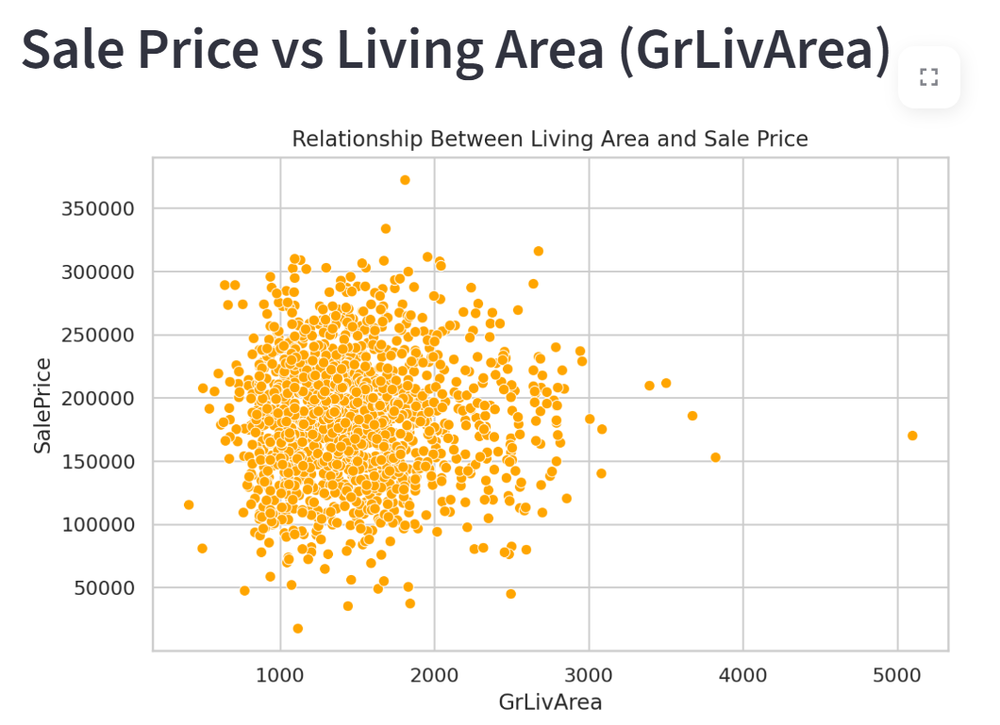 Sale Price vs Living Area (GrLivArea)
Relationship Between Living Area and Sale Price
350000
300000
250000
200000
150000
100000
50000
SalePrice
1000 2000 3000 4000 5000
GrLivArea